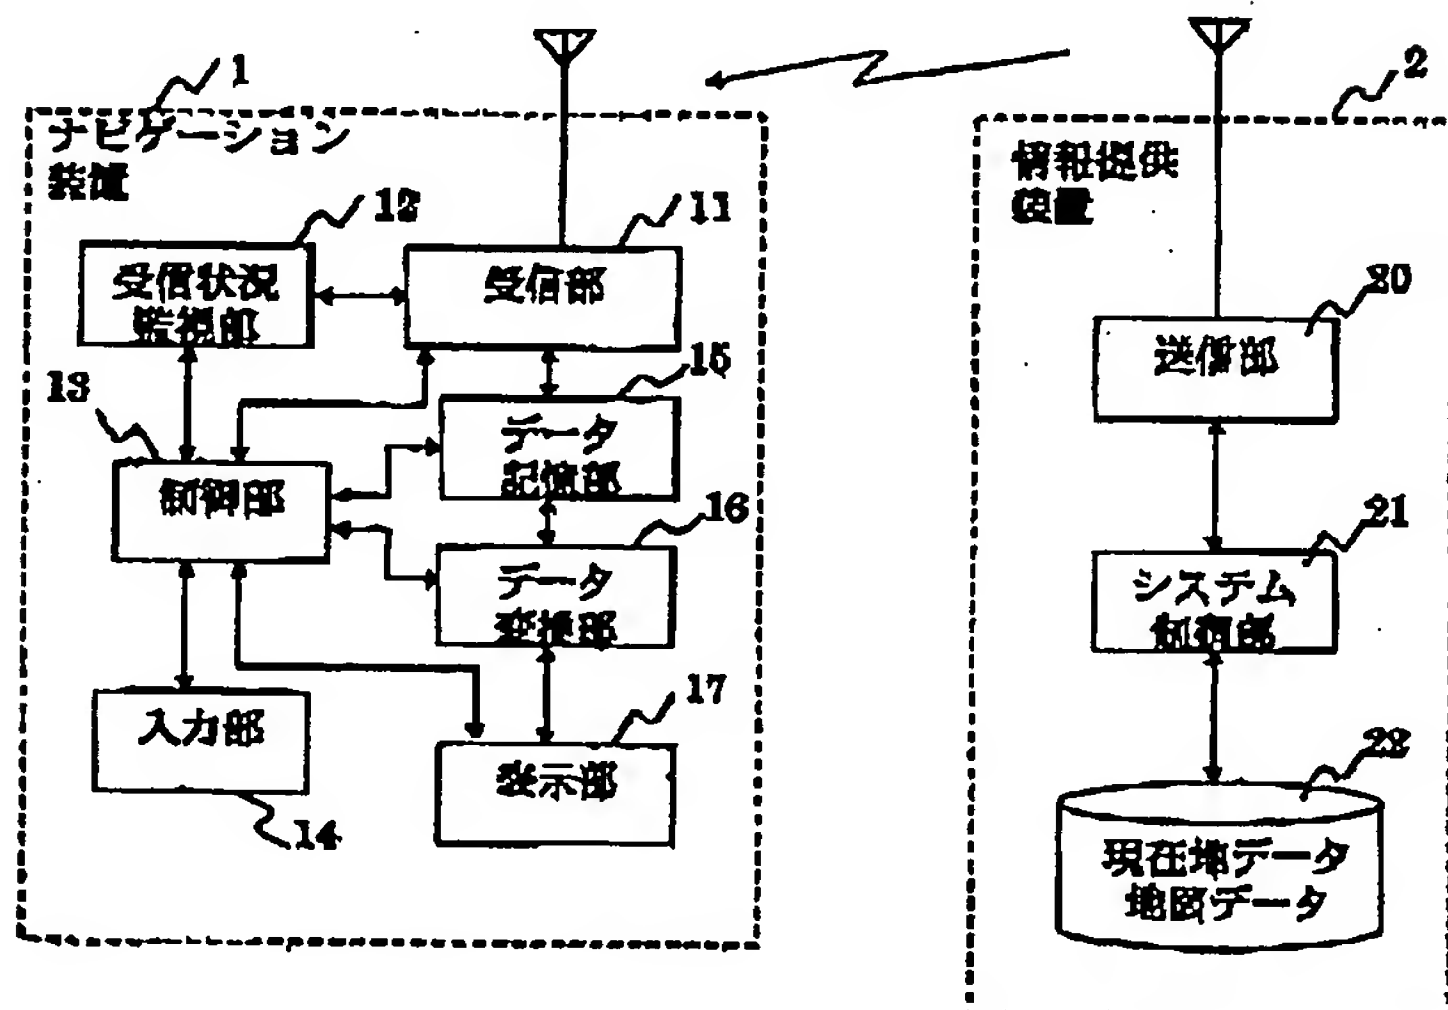 1
ナビゲーション
装置
12
受信状況
監視部
11
受信部
13
制御部
15
データ
記憶部
16
データ
変換部
入力部
14
17
表示部
2
情報提供
装置
20
送信部
21
システム
制御部
22
現在地データ
地図データ